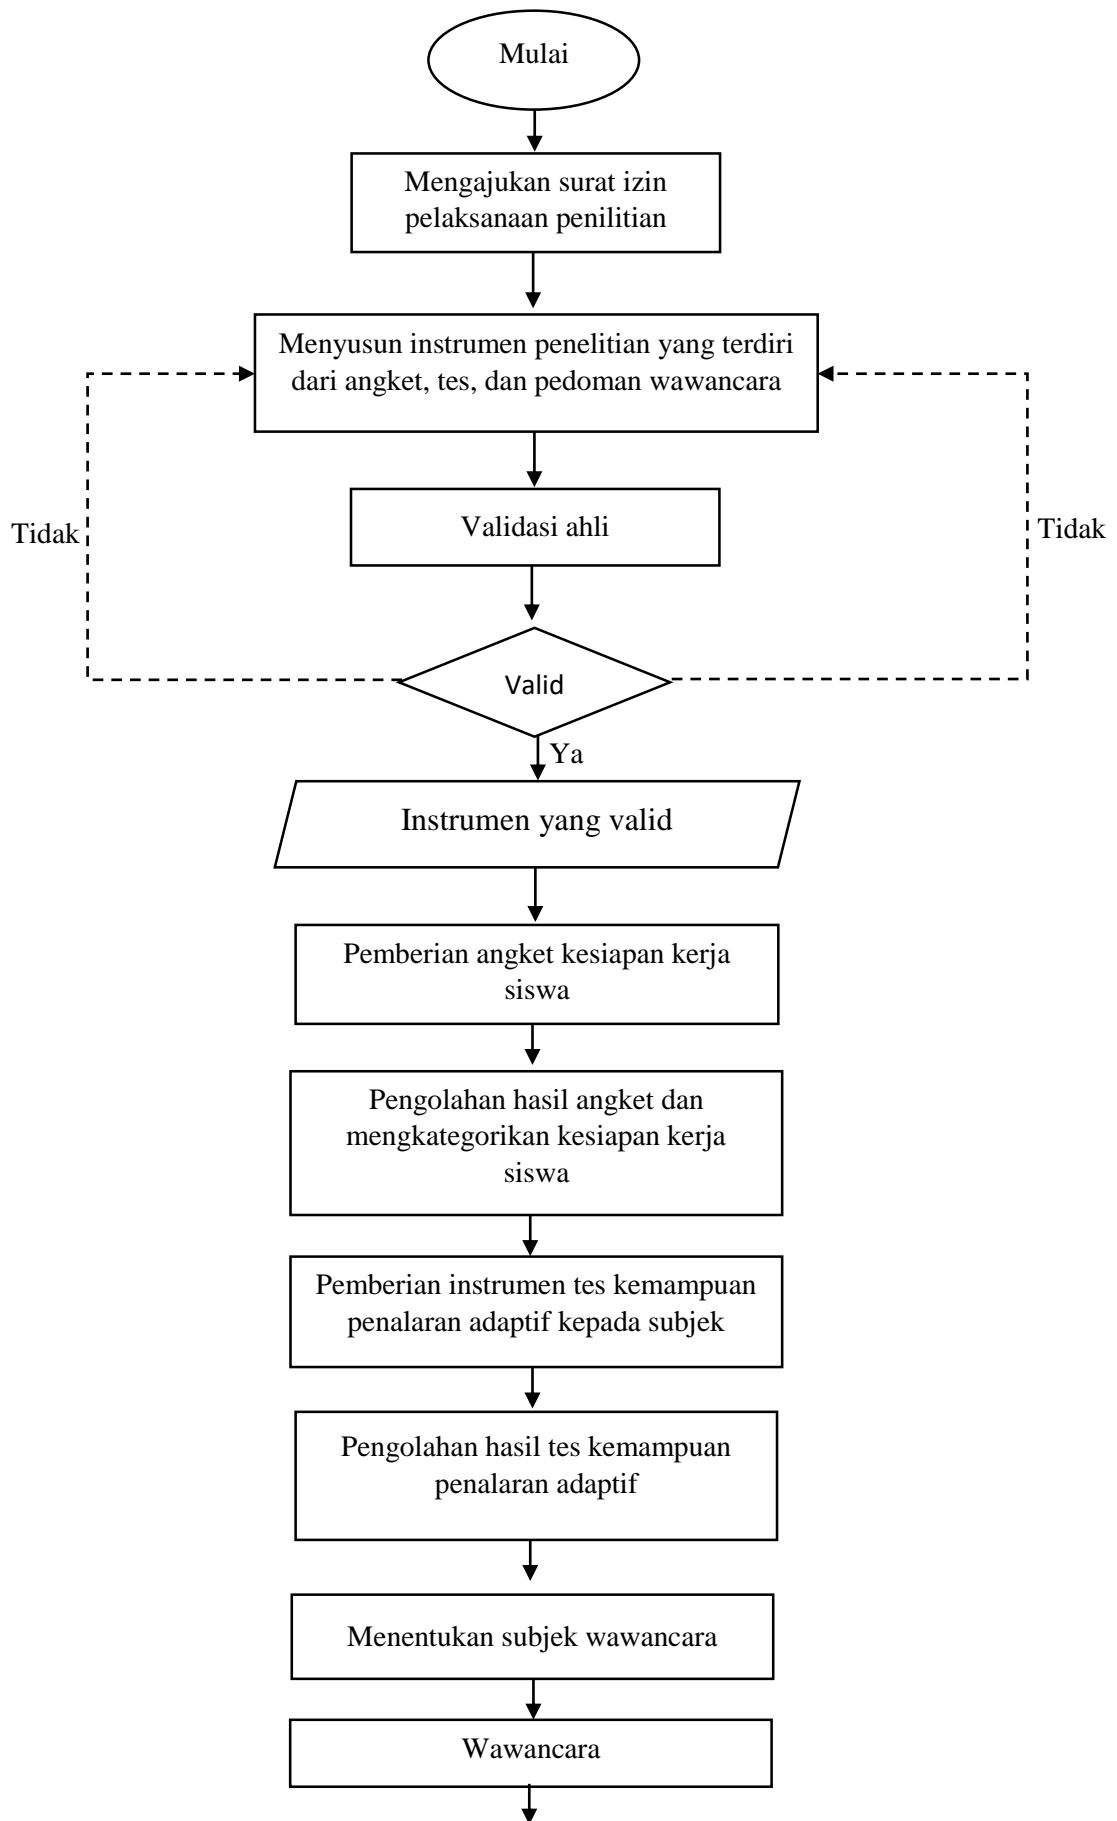 Mulai
Mengajukan surat izin
pelaksanaan penilitian
Menyusun instrumen penelitian yang terdiri
dari angket, tes, dan pedoman wawancara
Validasi ahli
Tidak
Tidak
Valid
Ya
Instrumen yang valid
Pemberian angket kesiapan kerja
siswa
Pengolahan hasil angket dan
mengkategorikan kesiapan kerja
siswa
Pemberian instrumen tes kemampuan
penalaran adaptif kepada subjek
Pengolahan hasil tes kemampuan
penalaran adaptif
Menentukan subjek wawancara
Wawancara